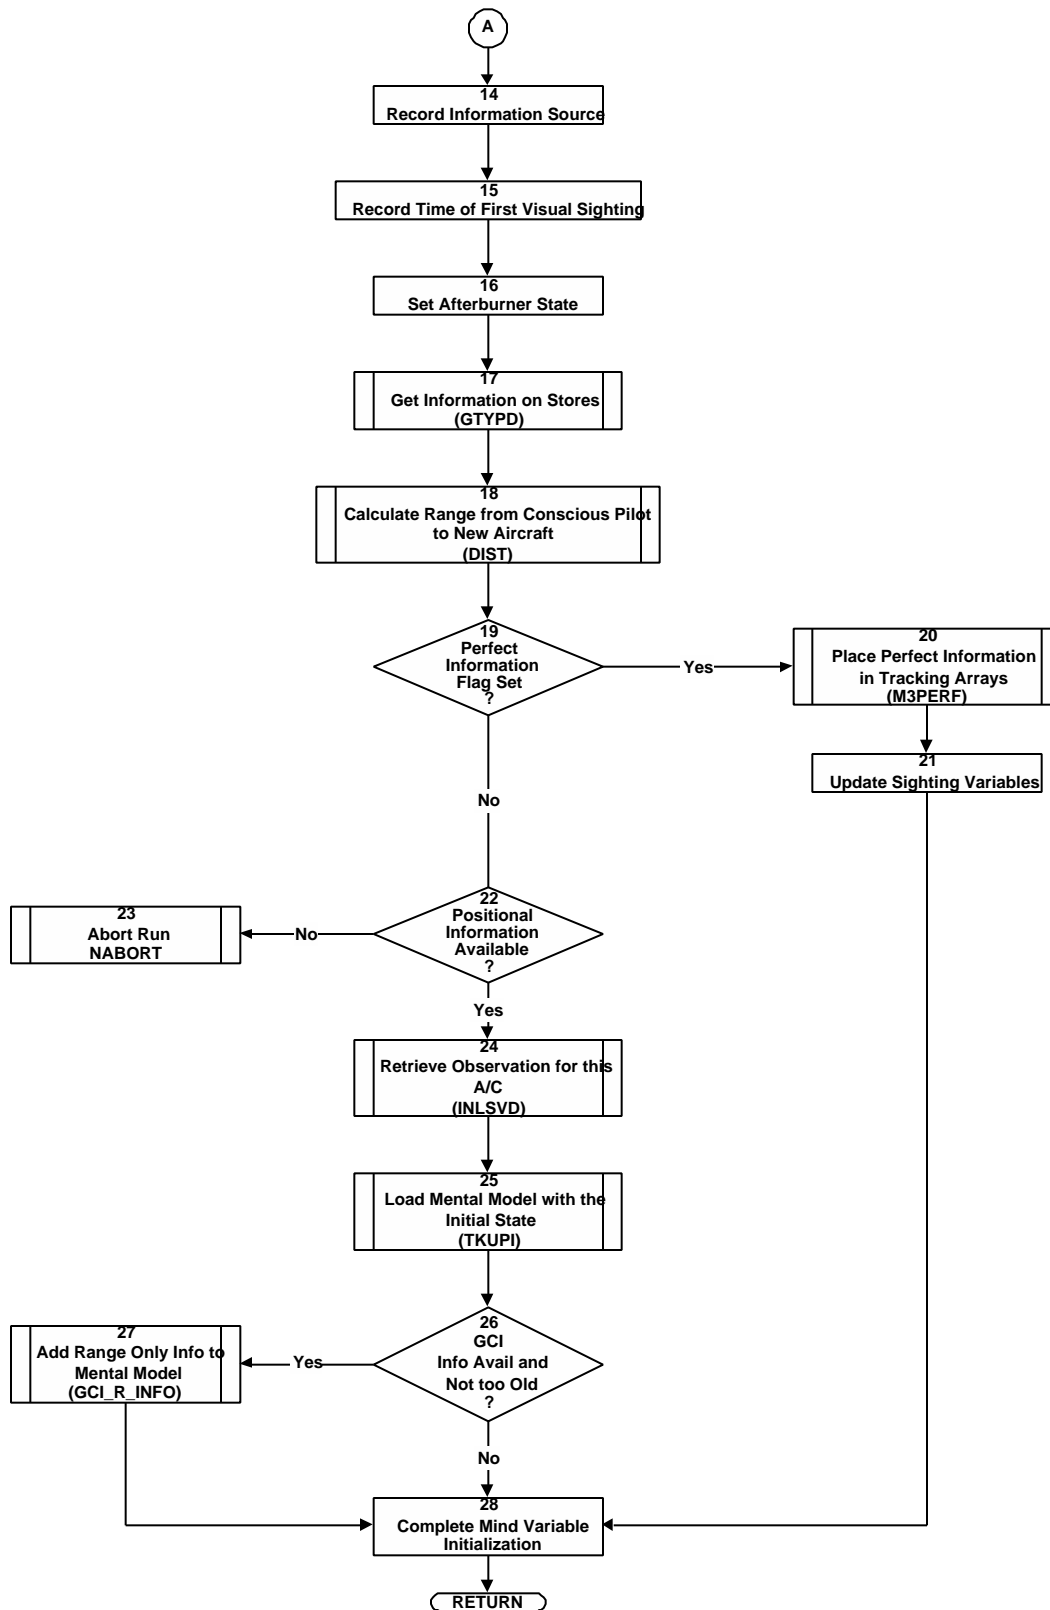 A
14
Record Information Source
15
Record Time of First Visual Sighting
16
Set Afterburner State
17
Get Information on Stores
(GTYPD)
18
Calculate Range from Conscious Pilot
to New Aircraft
(DIST)
19
Perfect
Information
Flag Set
?
Yes
20
Place Perfect Information
in Tracking Arrays
(M3PERF)
21
Update Sighting Variables
No
22
Positional
Information
Available
?
No
23
Abort Run
NABORT
Yes
24
Retrieve Observation for this
A/C
(INLSVD)
25
Load Mental Model with the
Initial State
(TKUPI)
26
GCI
Info Avail and
Not too Old
?
Yes
27
Add Range Only Info to
Mental Model
(GCI_R_INFO)
No
28
Complete Mind Variable
Initialization
RETURN